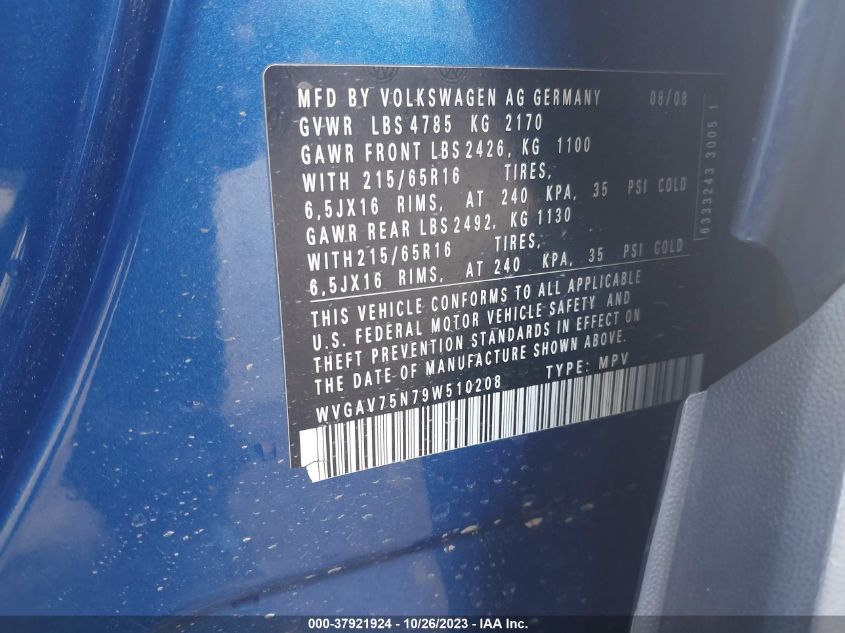 MFD BY VOLKSWAGEN AG GERMANY 08/08
GVWR LBS 4785 KG 2170
GAWR FRONT LBS 2426, KG 1100
WITH 215/65R16 TIRES,
6,5JX16 RIMS, AT 240 KPA, 35 PSI COLD
GAWR REAR LBS 2492, KG 1130
WITH 215/65R16 TIRES,
6,5JX16 RIMS, AT 240 KPA, 35 PSI COLD
THIS VEHICLE CONFORMS TO ALL APPLICABLE
U.S. FEDERAL MOTOR VEHICLE SAFETY AND
THEFT PREVENTION STANDARDS IN EFFECT ON
THE DATE OF MANUFACTURE SHOWN ABOVE.
WVGAV75N79W510208 TYPE: MPV
6333243 3005 1
000-37921924 - 10/26/2023 - IAA Inc.